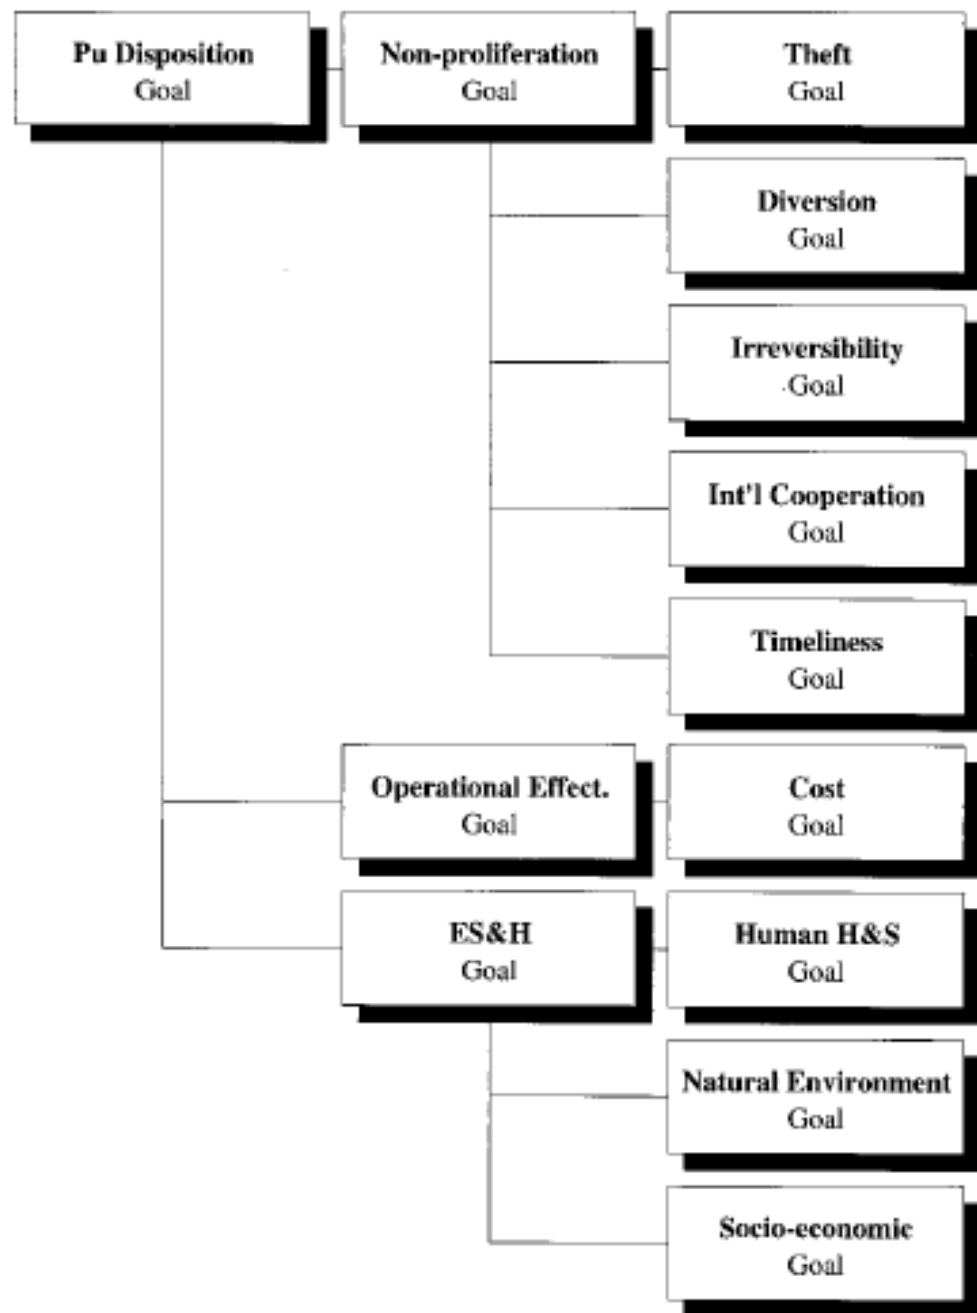 Pu Disposition
Goal
Non-proliferation
Goal
Theft
Goal
Diversion
Goal
Irreversibility
Goal
Int'l Cooperation
Goal
Timeliness
Goal
Operational Effect.
Goal
Cost
Goal
ES&H
Goal
Human H&S
Goal
Natural Environment
Goal
Socio-economic
Goal